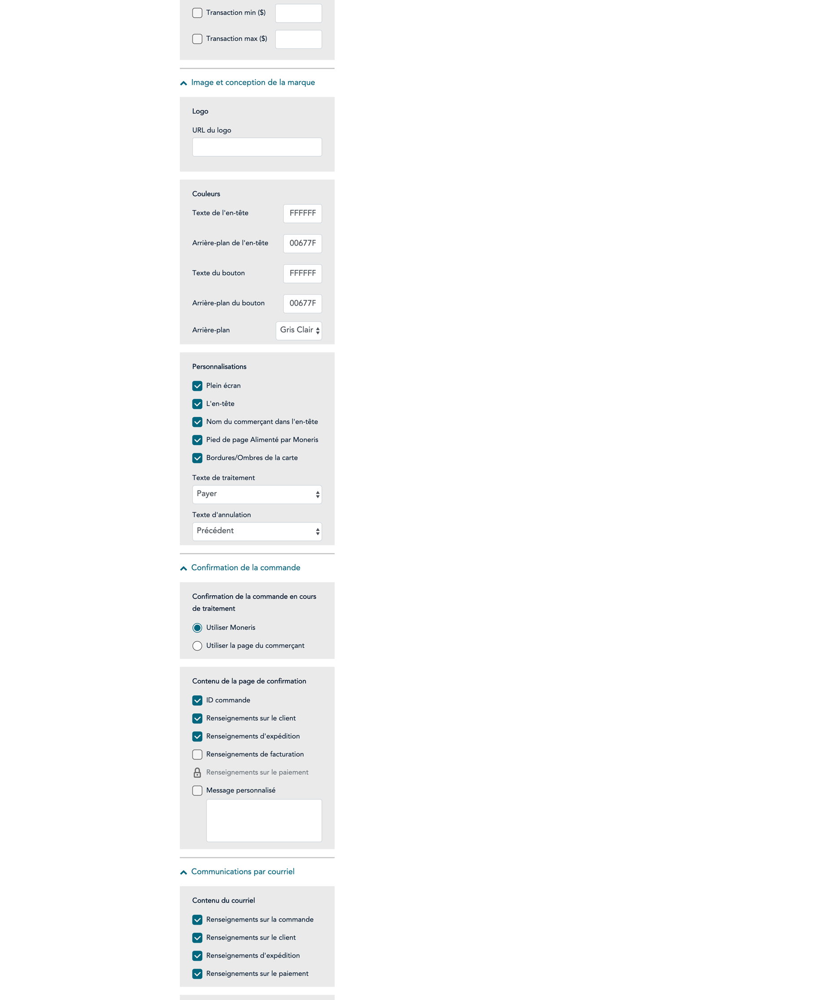 Transaction min ($)
Transaction max ($)
Image et conception de la marque
Logo
URL du logo
Couleurs
Texte de l'en-tête FFFFFF
Arrière-plan de l'en-tête 00677F
Texte du bouton FFFFFF
Arrière-plan du bouton 00677F
Arrière-plan Gris Clair
Personnalisations
Plein écran
L'en-tête
Nom du commerçant dans l'en-tête
Pied de page Alimenté par Moneris
Bordures/Ombres de la carte
Texte de traitement
Payer
Texte d'annulation
Précédent
Confirmation de la commande
Confirmation de la commande en cours
de traitement
Utiliser Moneris
Utiliser la page du commerçant
Contenu de la page de confirmation
ID commande
Renseignements sur le client
Renseignements d'expédition
Renseignements de facturation
Renseignements sur le paiement
Message personnalisé
Communications par courriel
Contenu du courriel
Renseignements sur la commande
Renseignements sur le client
Renseignements d'expédition
Renseignements sur le paiement